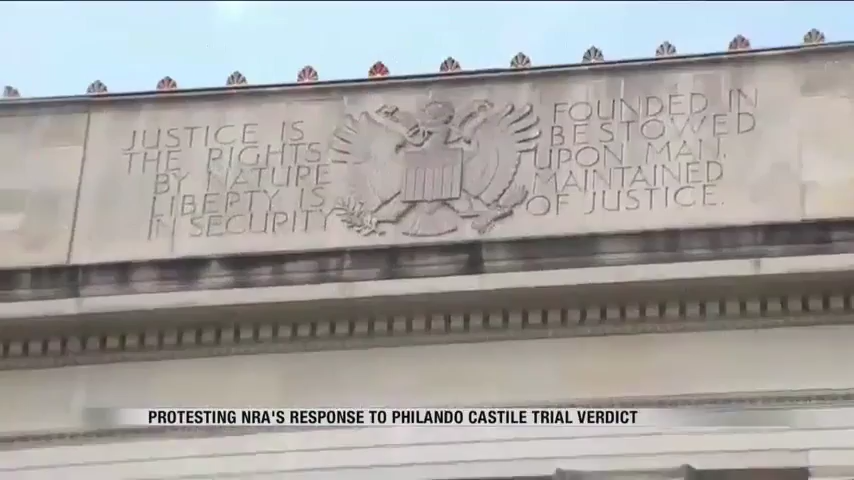 JUSTICE IS FOUNDED IN
THE RIGHTS BESTOWED
BY NATURE UPON MAN.
LIBERTY IS MAINTAINED
IN SECURITY OF JUSTICE.
PROTESTING NRA'S RESPONSE TO PHILANDO CASTILE TRIAL VERDICT